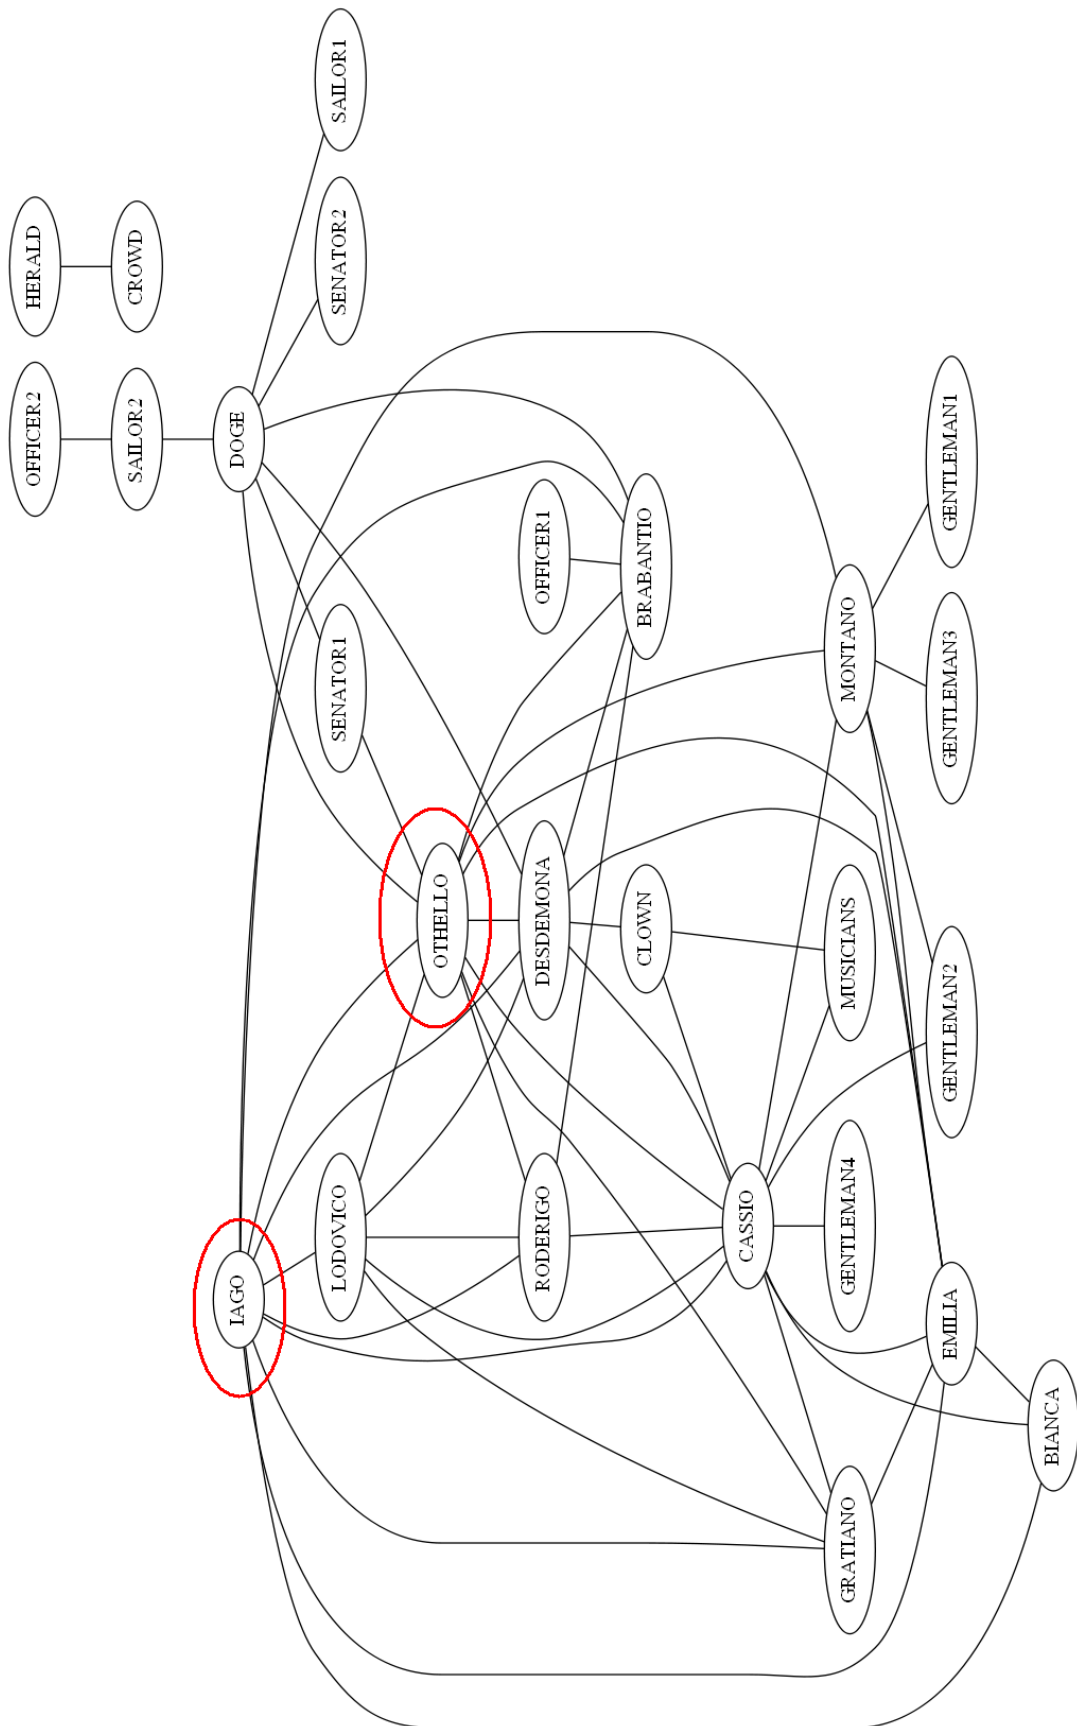 HERALD
CROWD
OFFICER2
SAILOR2
DOGE
SAILOR1
SENATOR2
SENATOR1
OFFICER1
BRABANTIO
OTHELLO
DESDEMONA
CLOWN
IAGO
LODOVICO
RODERIGO
CASSIO
MONTANO
MUSICIANS
GENTLEMAN4
GRATIANO
GENTLEMAN1
GENTLEMAN3
GENTLEMAN2
EMILIA
BIANCA